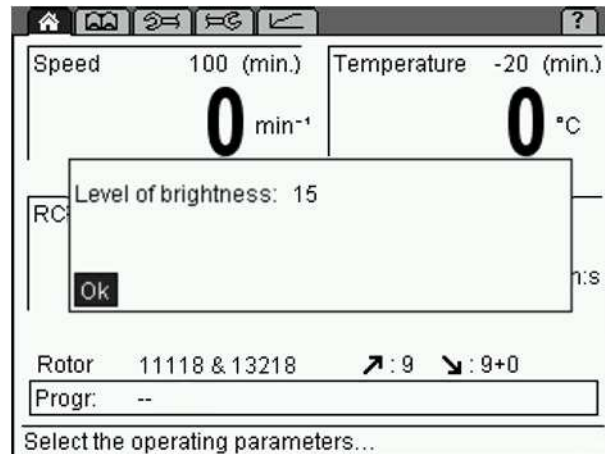 ?
Speed 100 (min.)
0 min⁻¹
Temperature -20 (min.)
0 °C
Level of brightness: 15
Ok
Rotor 11118 & 13218 ↗: 9 ↘: 9+0
Progr: --
Select the operating parameters...